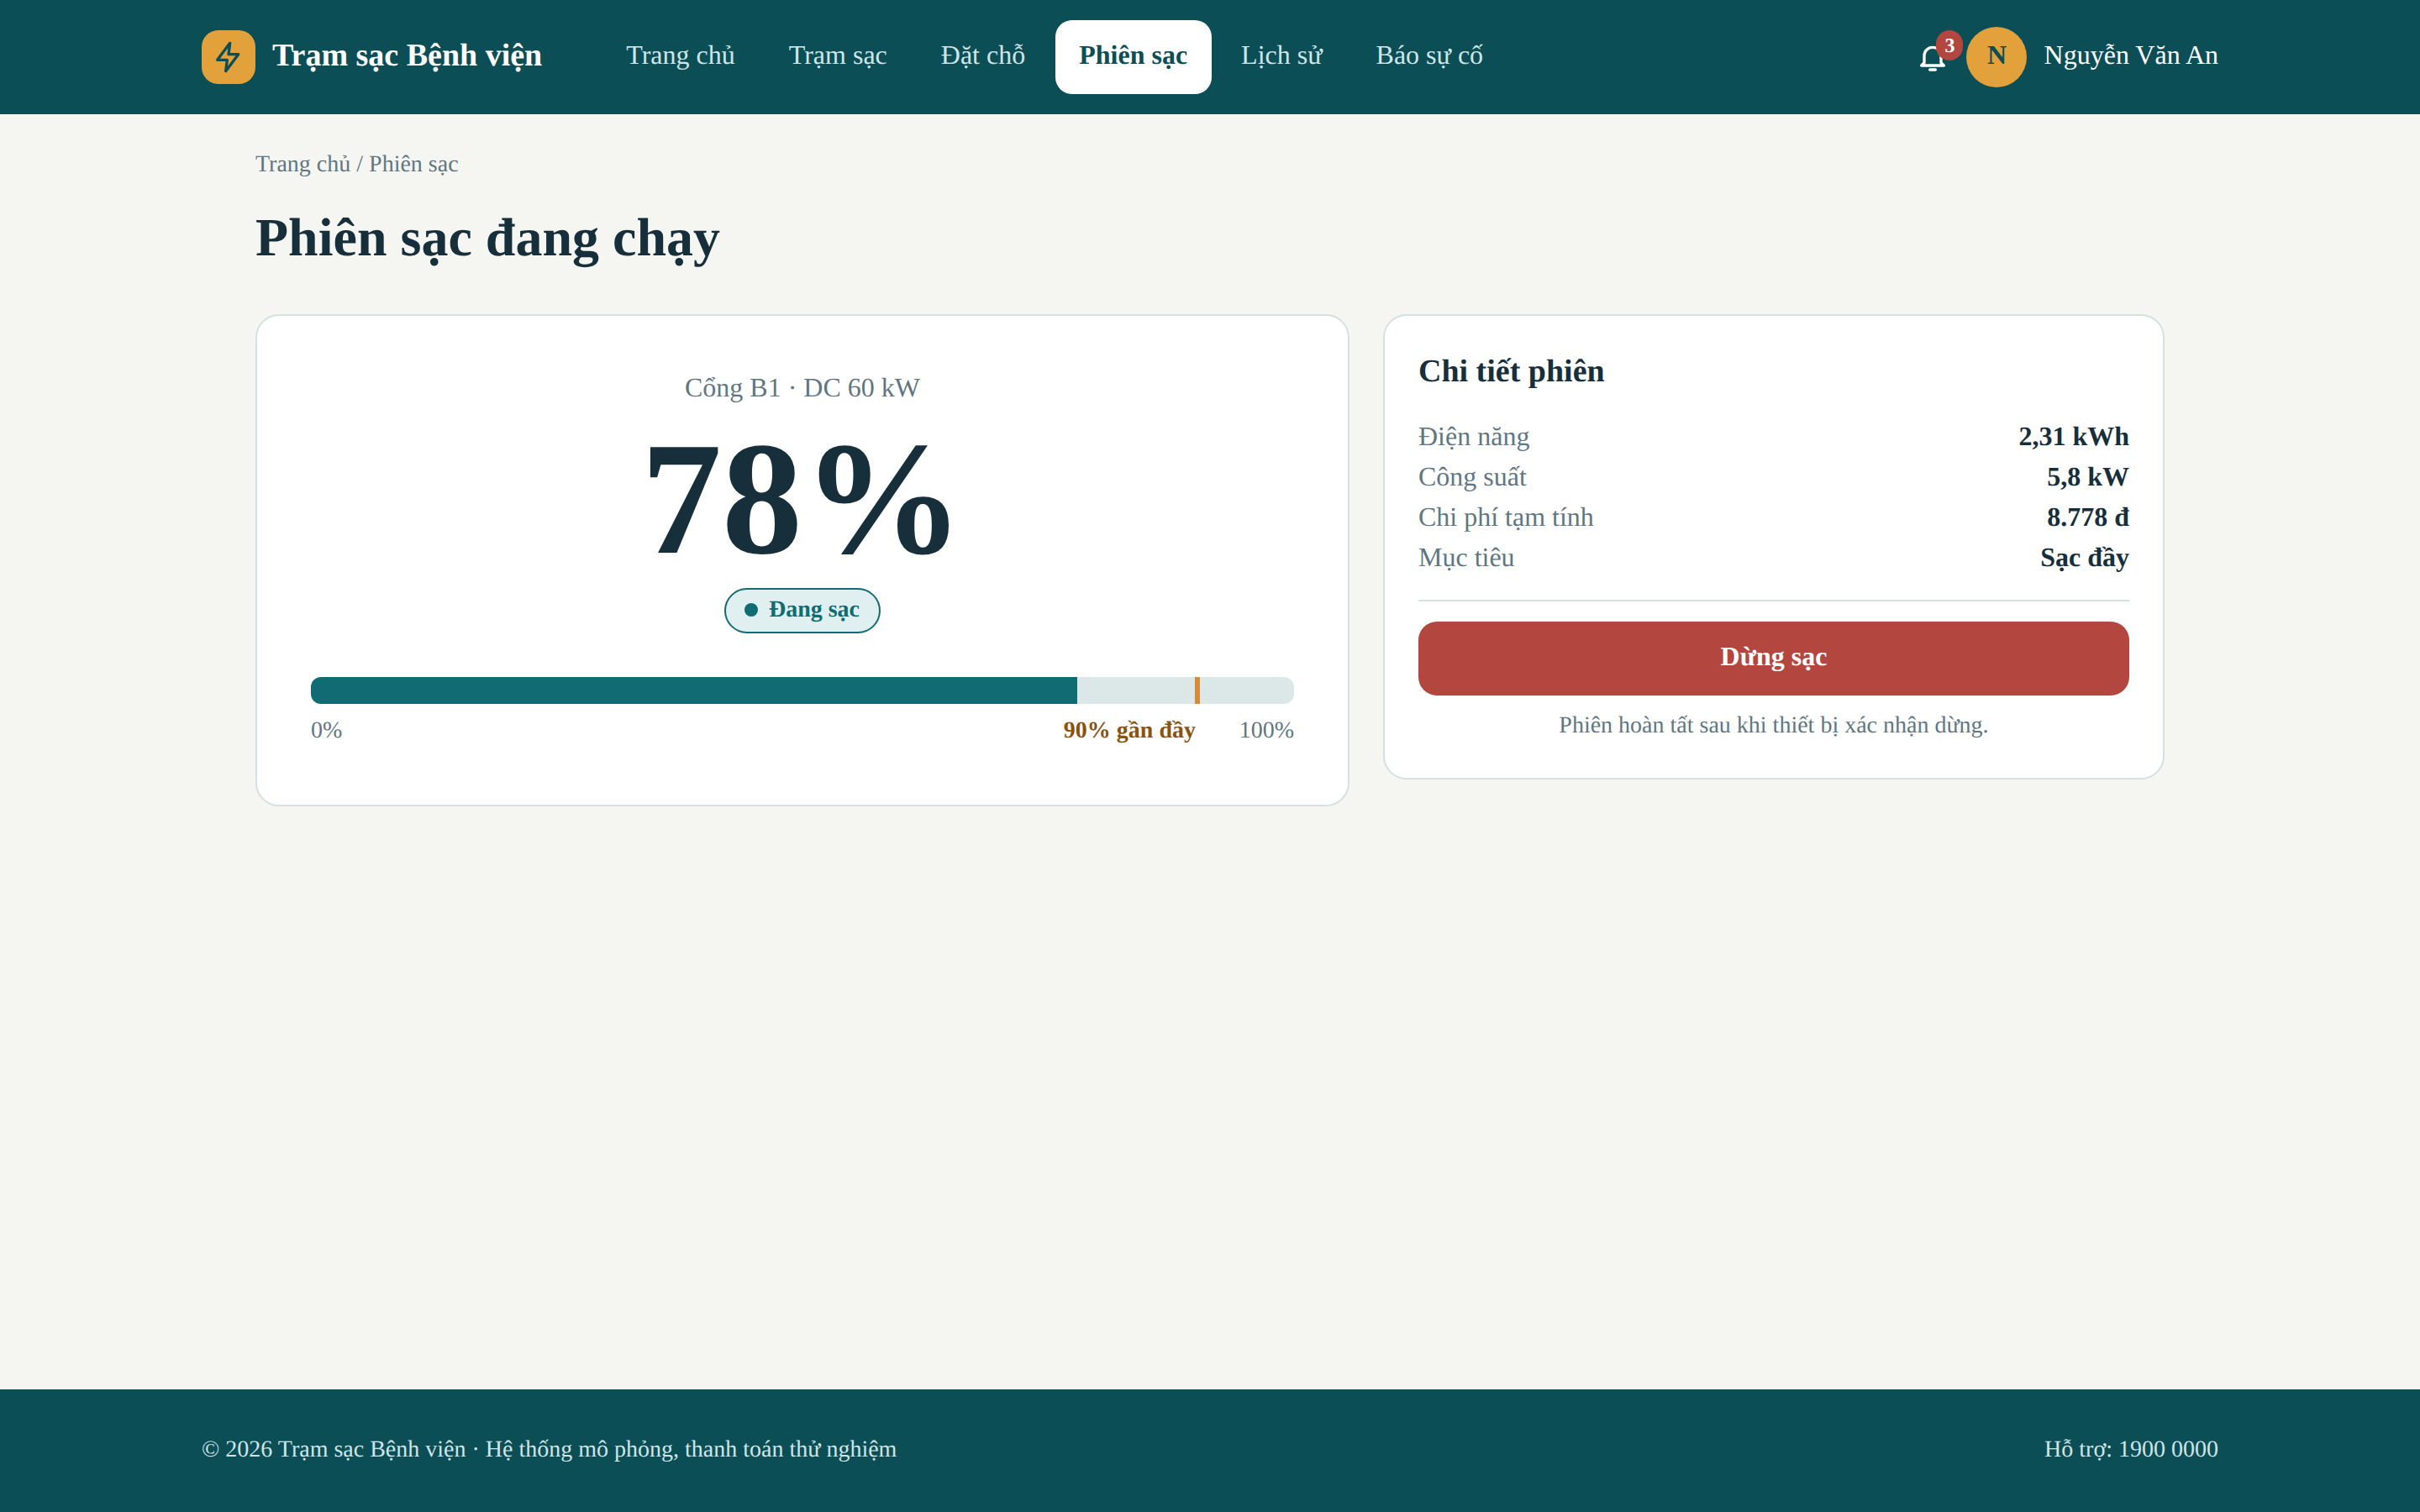 Trạm sạc Bệnh viện
Trang chủ
Trạm sạc
Đặt chỗ
Phiên sạc
Lịch sử
Báo sự cố
3
N
Nguyễn Văn An
Trang chủ / Phiên sạc
Phiên sạc đang chạy
Cổng B1 · DC 60 kW
78%
Đang sạc
0%
90% gần đầy
100%
Chi tiết phiên
Điện năng 2,31 kWh
Công suất 5,8 kW
Chi phí tạm tính 8.778 đ
Mục tiêu Sạc đầy
Dừng sạc
Phiên hoàn tất sau khi thiết bị xác nhận dừng.
© 2026 Trạm sạc Bệnh viện · Hệ thống mô phỏng, thanh toán thử nghiệm
Hỗ trợ: 1900 0000